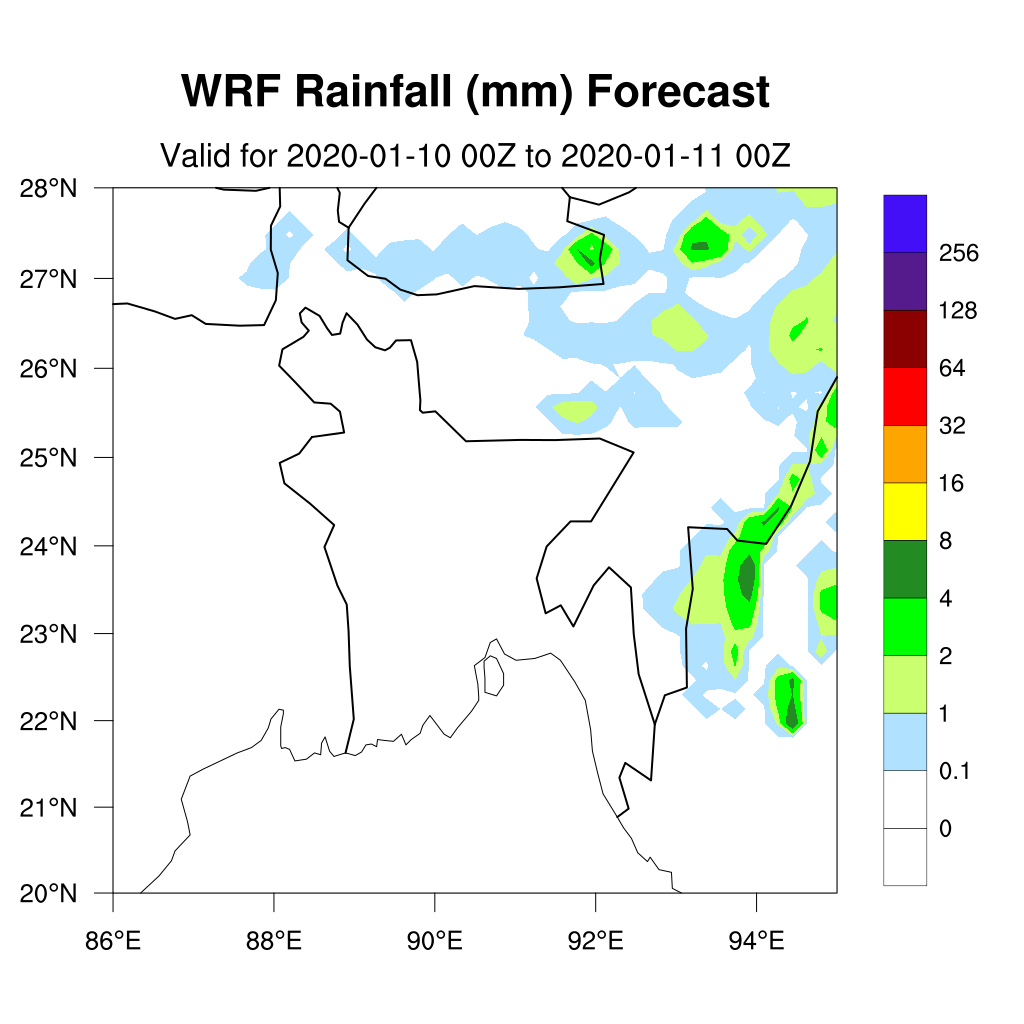 WRF Rainfall (mm) Forecast
Valid for 2020-01-10 00Z to 2020-01-11 00Z
28°N
27°N
26°N
25°N
24°N
23°N
22°N
21°N
20°N
86°E 88°E 90°E 92°E 94°E
256
128
64
32
16
8
4
2
1
0.1
0